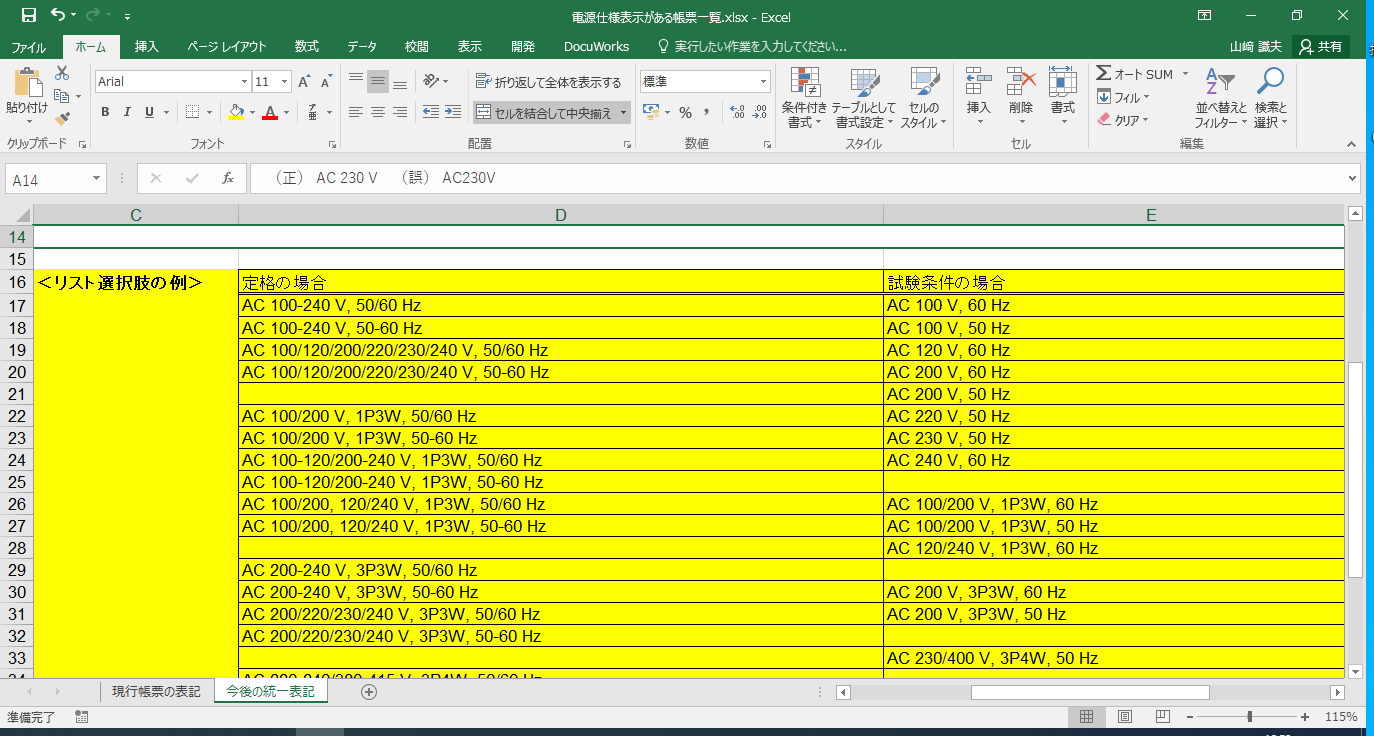 電源仕様表示がある帳票一覧.xlsx - Excel
ファイル ホーム 挿入 ページ レイアウト 数式 データ 校閲 表示 開発 DocuWorks 実行したい作業を入力してください... 山﨑 識夫 共有
貼り付け
クリップボード
Arial 11
B I U
フォント
折り返して全体を表示する
セルを結合して中央揃え
配置
標準
% ,
数値
条件付き書式 テーブルとして書式設定 セルのスタイル
スタイル
挿入 削除 書式
セル
Σ オート SUM
フィル
クリア
並べ替えとフィルター 検索と選択
編集
A14 fx （正） AC 230 V （誤） AC230V
C D E
14
15
16 ＜リスト選択肢の例＞ 定格の場合 試験条件の場合
17 AC 100-240 V, 50/60 Hz AC 100 V, 60 Hz
18 AC 100-240 V, 50-60 Hz AC 100 V, 50 Hz
19 AC 100/120/200/220/230/240 V, 50/60 Hz AC 120 V, 60 Hz
20 AC 100/120/200/220/230/240 V, 50-60 Hz AC 200 V, 60 Hz
21 AC 200 V, 50 Hz
22 AC 100/200 V, 1P3W, 50/60 Hz AC 220 V, 50 Hz
23 AC 100/200 V, 1P3W, 50-60 Hz AC 230 V, 50 Hz
24 AC 100-120/200-240 V, 1P3W, 50/60 Hz AC 240 V, 60 Hz
25 AC 100-120/200-240 V, 1P3W, 50-60 Hz
26 AC 100/200, 120/240 V, 1P3W, 50/60 Hz AC 100/200 V, 1P3W, 60 Hz
27 AC 100/200, 120/240 V, 1P3W, 50-60 Hz AC 100/200 V, 1P3W, 50 Hz
28 AC 120/240 V, 1P3W, 60 Hz
29 AC 200-240 V, 3P3W, 50/60 Hz
30 AC 200-240 V, 3P3W, 50-60 Hz AC 200 V, 3P3W, 60 Hz
31 AC 200/220/230/240 V, 3P3W, 50/60 Hz AC 200 V, 3P3W, 50 Hz
32 AC 200/220/230/240 V, 3P3W, 50-60 Hz
33 AC 230/400 V, 3P4W, 50 Hz
現行帳票の表記 今後の統一表記
準備完了 115%